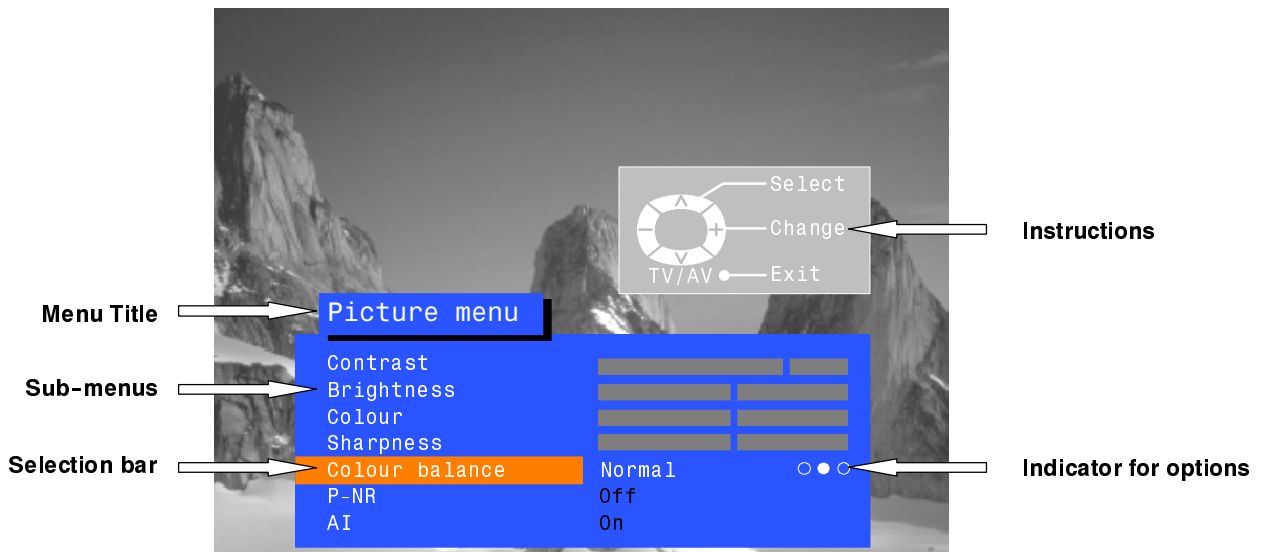 Select
Change
Instructions
TV/AV
Exit
Menu Title
Picture menu
Contrast
Sub-menus
Brightness
Colour
Sharpness
Selection bar
Colour balance
Normal
Indicator for options
P-NR
Off
AI
On